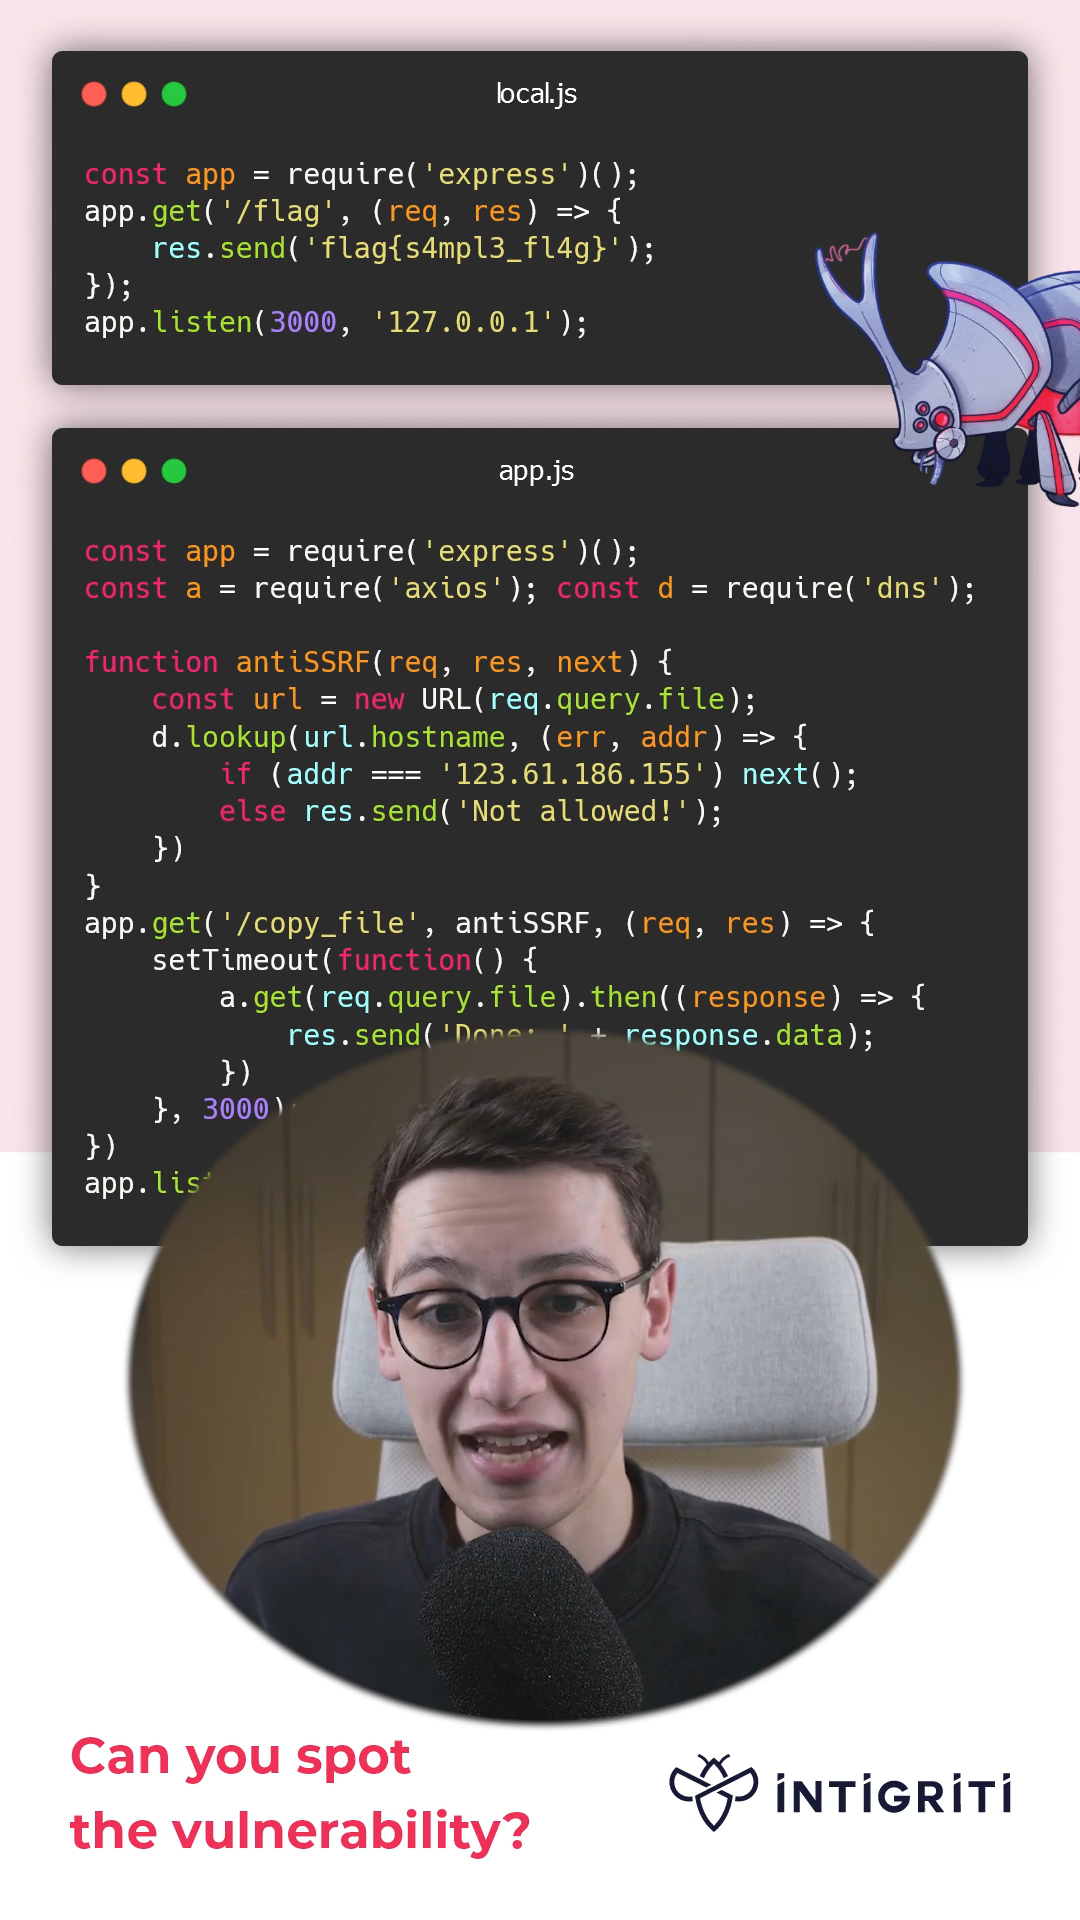 local.js
const app = require('express')();
app.get('/flag', (req, res) => {
    res.send('flag{s4mpl3_fl4g}');
});
app.listen(3000, '127.0.0.1');
app.js
const app = require('express')();
const a = require('axios'); const d = require('dns');
function antiSSRF(req, res, next) {
    const url = new URL(req.query.file);
    d.lookup(url.hostname, (err, addr) => {
        if (addr === '123.61.186.155') next();
        else res.send('Not allowed!');
    })
}
app.get('/copy_file', antiSSRF, (req, res) => {
    setTimeout(function() {
        a.get(req.query.file).then((response) => {
            res.send('Done: ' + response.data);
        })
    }, 3000)
})
app.lis
Can you spot
the vulnerability?
INTIGRITI